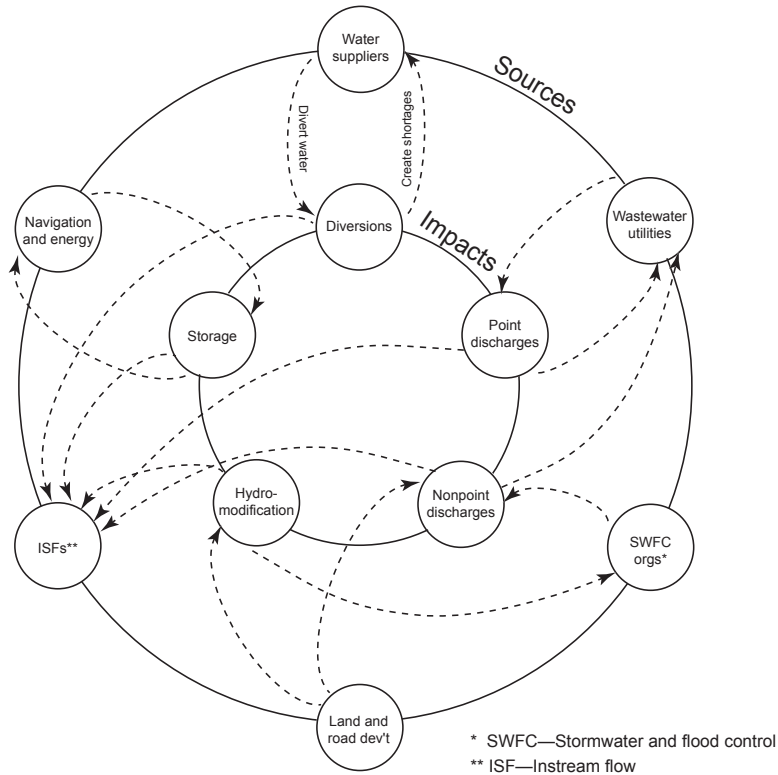 Water
suppliers
Sources
Divert water
Create shortages
Navigation
and energy
Diversions
Impacts
Wastewater
utilities
Storage
Point
discharges
Hydro-
modification
Nonpoint
discharges
ISFs**
SWFC
orgs*
Land and
road dev't
* SWFC—Stormwater and flood control
** ISF—Instream flow